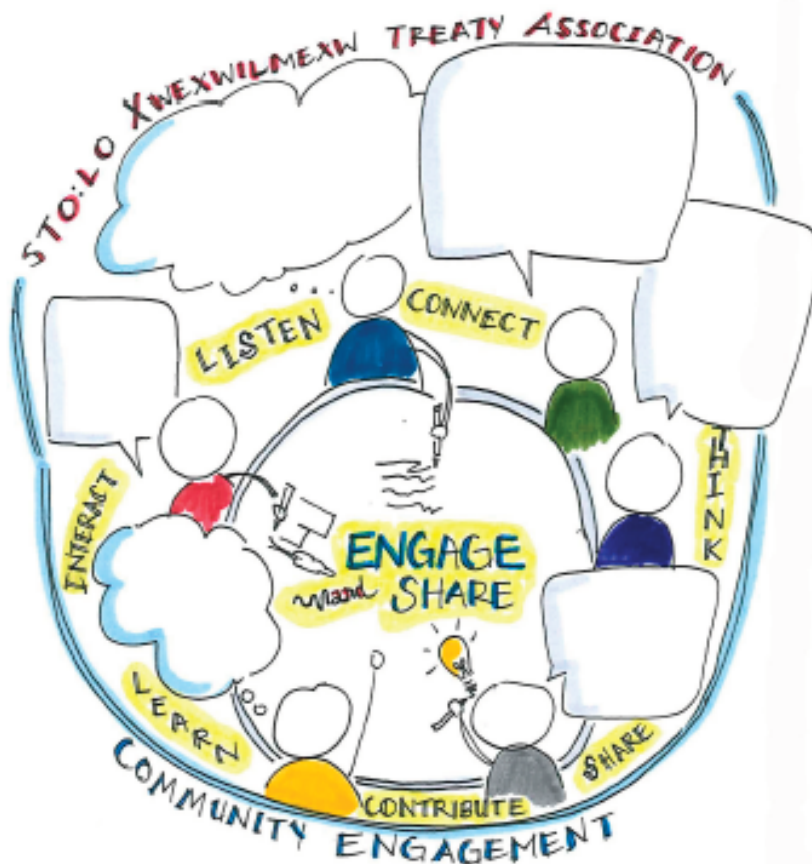 STO:LO XWEXWILMEXW TREATY ASSOCIATION
LISTEN
CONNECT
THINK
INTERACT
ENGAGE
and SHARE
LEARN
SHARE
CONTRIBUTE
COMMUNITY ENGAGEMENT